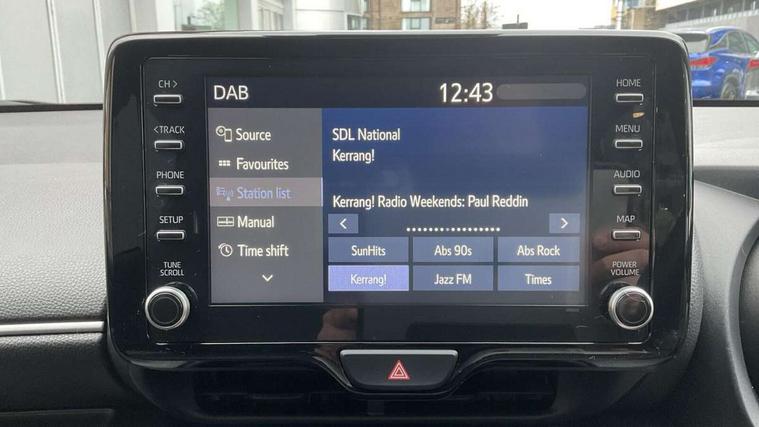 DAB
12:43
CH >
< TRACK
PHONE
SETUP
TUNE
SCROLL
Source
Favourites
Station list
Manual
Time shift
SDL National
Kerrang!
Kerrang! Radio Weekends: Paul Reddin
SunHits
Abs 90s
Abs Rock
Kerrang!
Jazz FM
Times
HOME
MENU
AUDIO
MAP
POWER
VOLUME